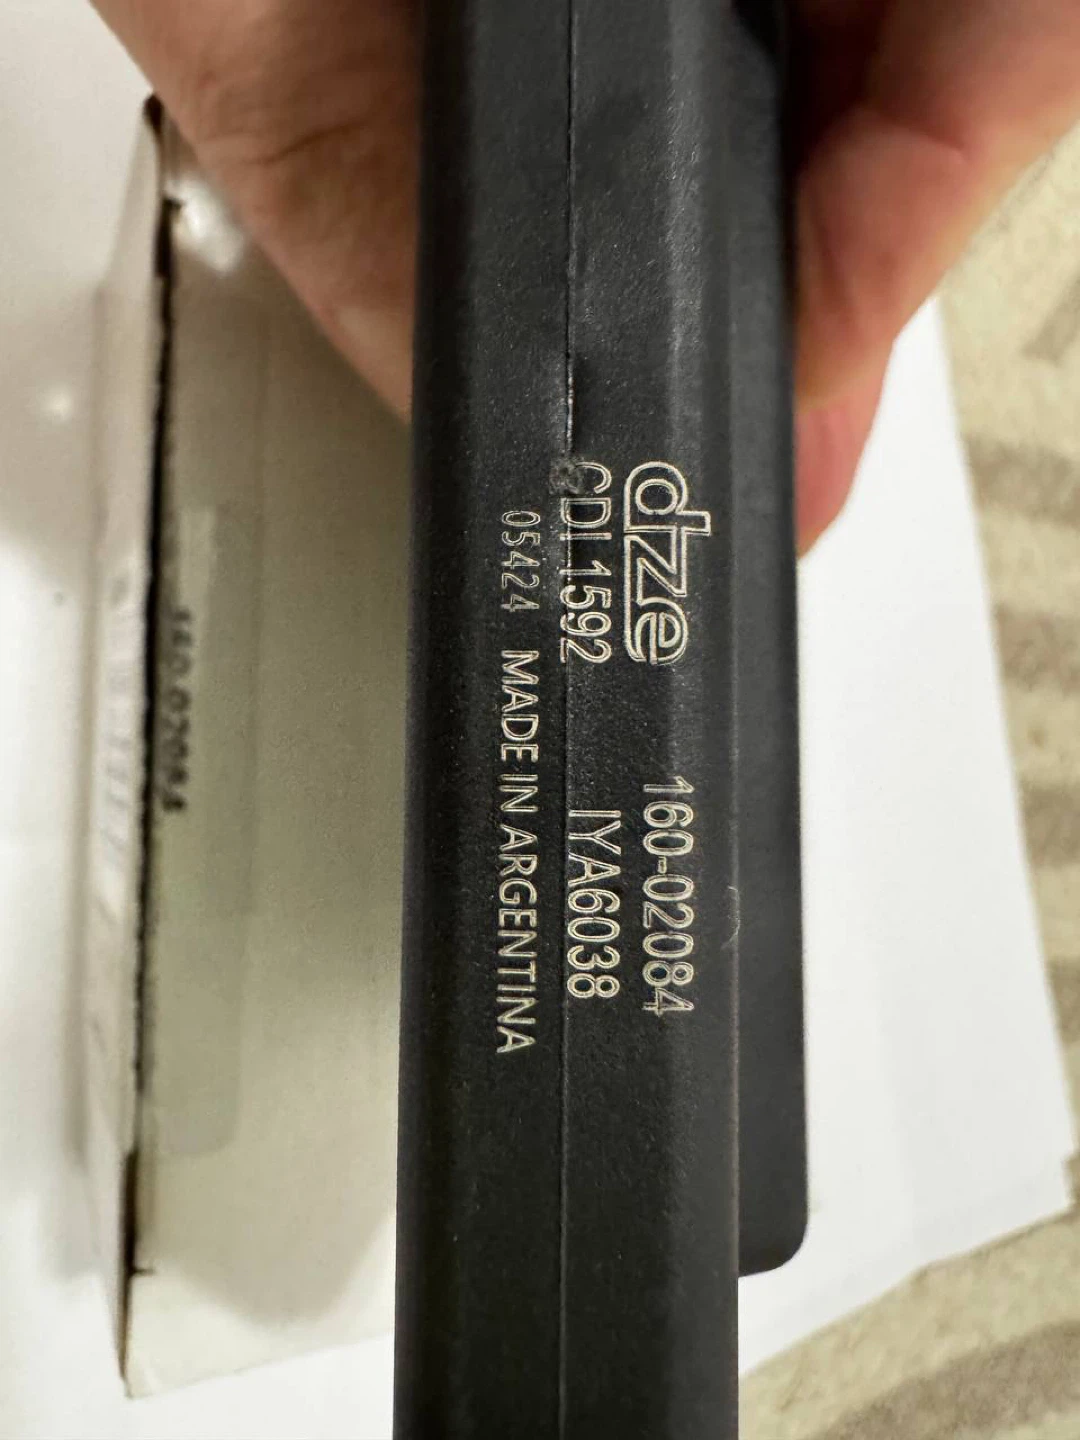 dze 160-02084
CDI 1592 IYA6038
05424 MADE IN ARGENTINA